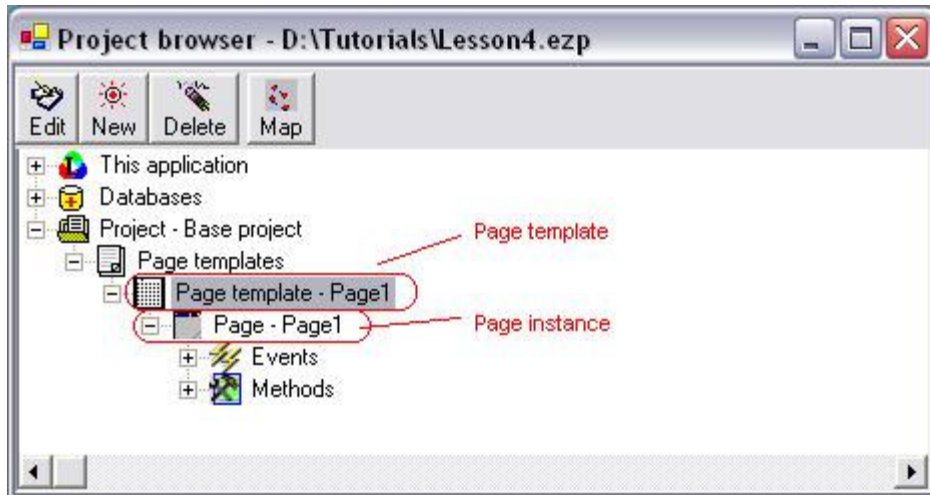 Project browser - D:\Tutorials\Lesson4.ezp
Edit New Delete Map
This application
Databases
Project - Base project
Page template
Page templates
Page template - Page1
Page - Page1
Page instance
Events
Methods